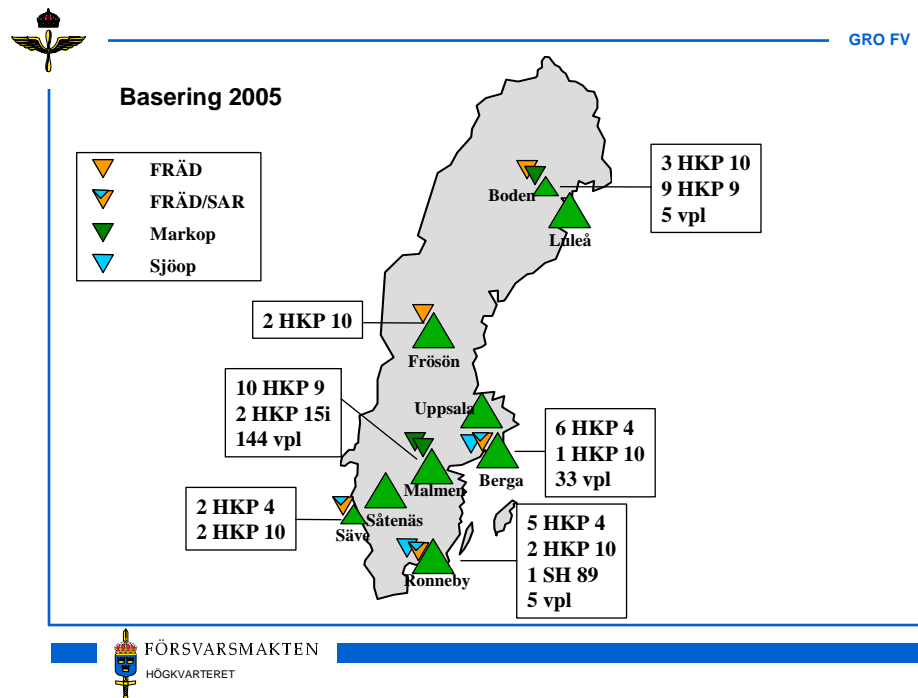 GRO FV
Basering 2005
FRÄD
FRÄD/SAR
Markop
Sjöop
3 HKP 10
9 HKP 9
5 vpl
Boden
Luleå
2 HKP 10
Frösön
10 HKP 9
2 HKP 15i
144 vpl
Uppsala
6 HKP 4
1 HKP 10
33 vpl
Berga
Malmen
Såtenäs
2 HKP 4
2 HKP 10
Säve
5 HKP 4
2 HKP 10
1 SH 89
5 vpl
Ronneby
FÖRSVARSMAKTEN
HÖGKVARTERET